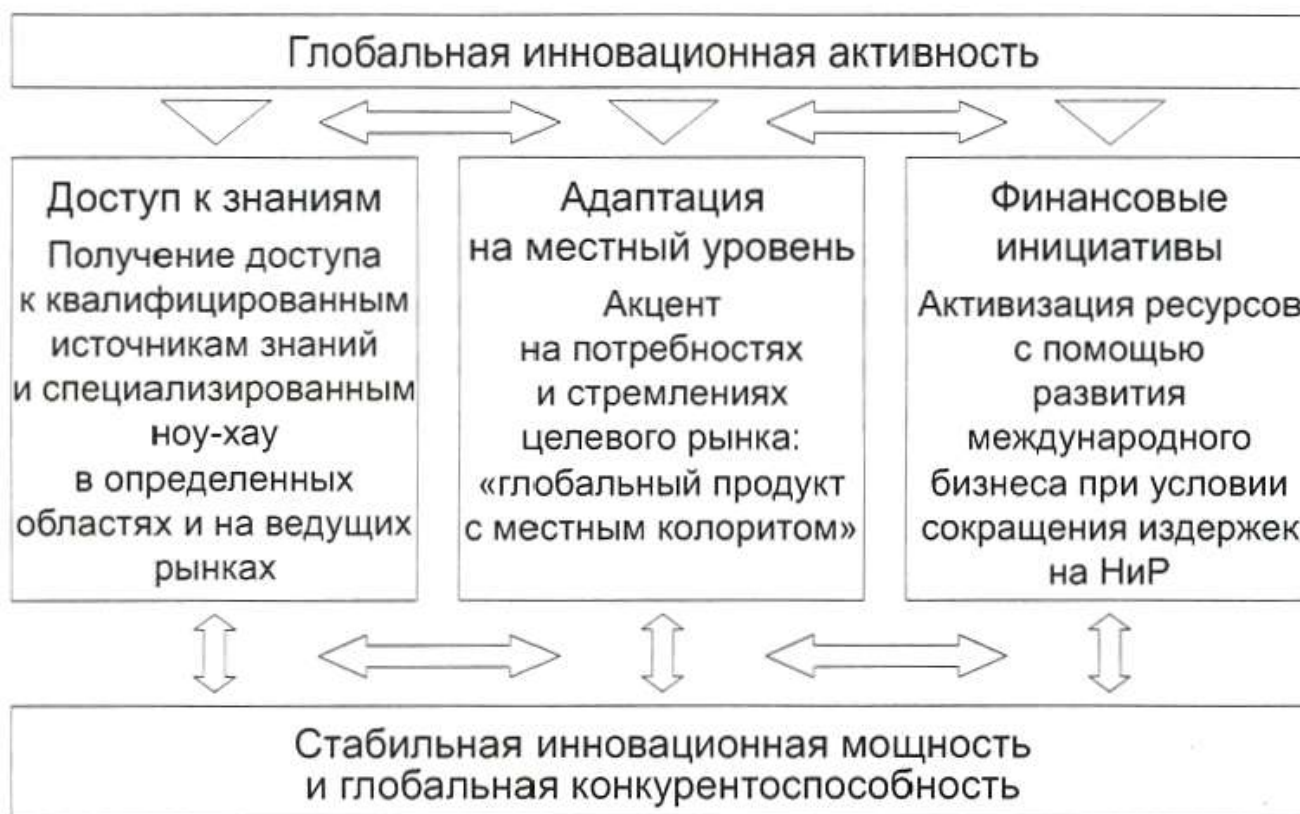 Глобальная инновационная активность
Доступ к знаниям
Получение доступа
к квалифицированным
источникам знаний
и специализированным
ноу-хау
в определенных
областях и на ведущих
рынках
Адаптация
на местный уровень
Акцент
на потребностях
и стремлениях
целевого рынка:
«глобальный продукт
с местным колоритом»
Финансовые
инициативы
Активизация ресурсов
с помощью
развития
международного
бизнеса при условии
сокращения издержек
на НиР
Стабильная инновационная мощность
и глобальная конкурентоспособность